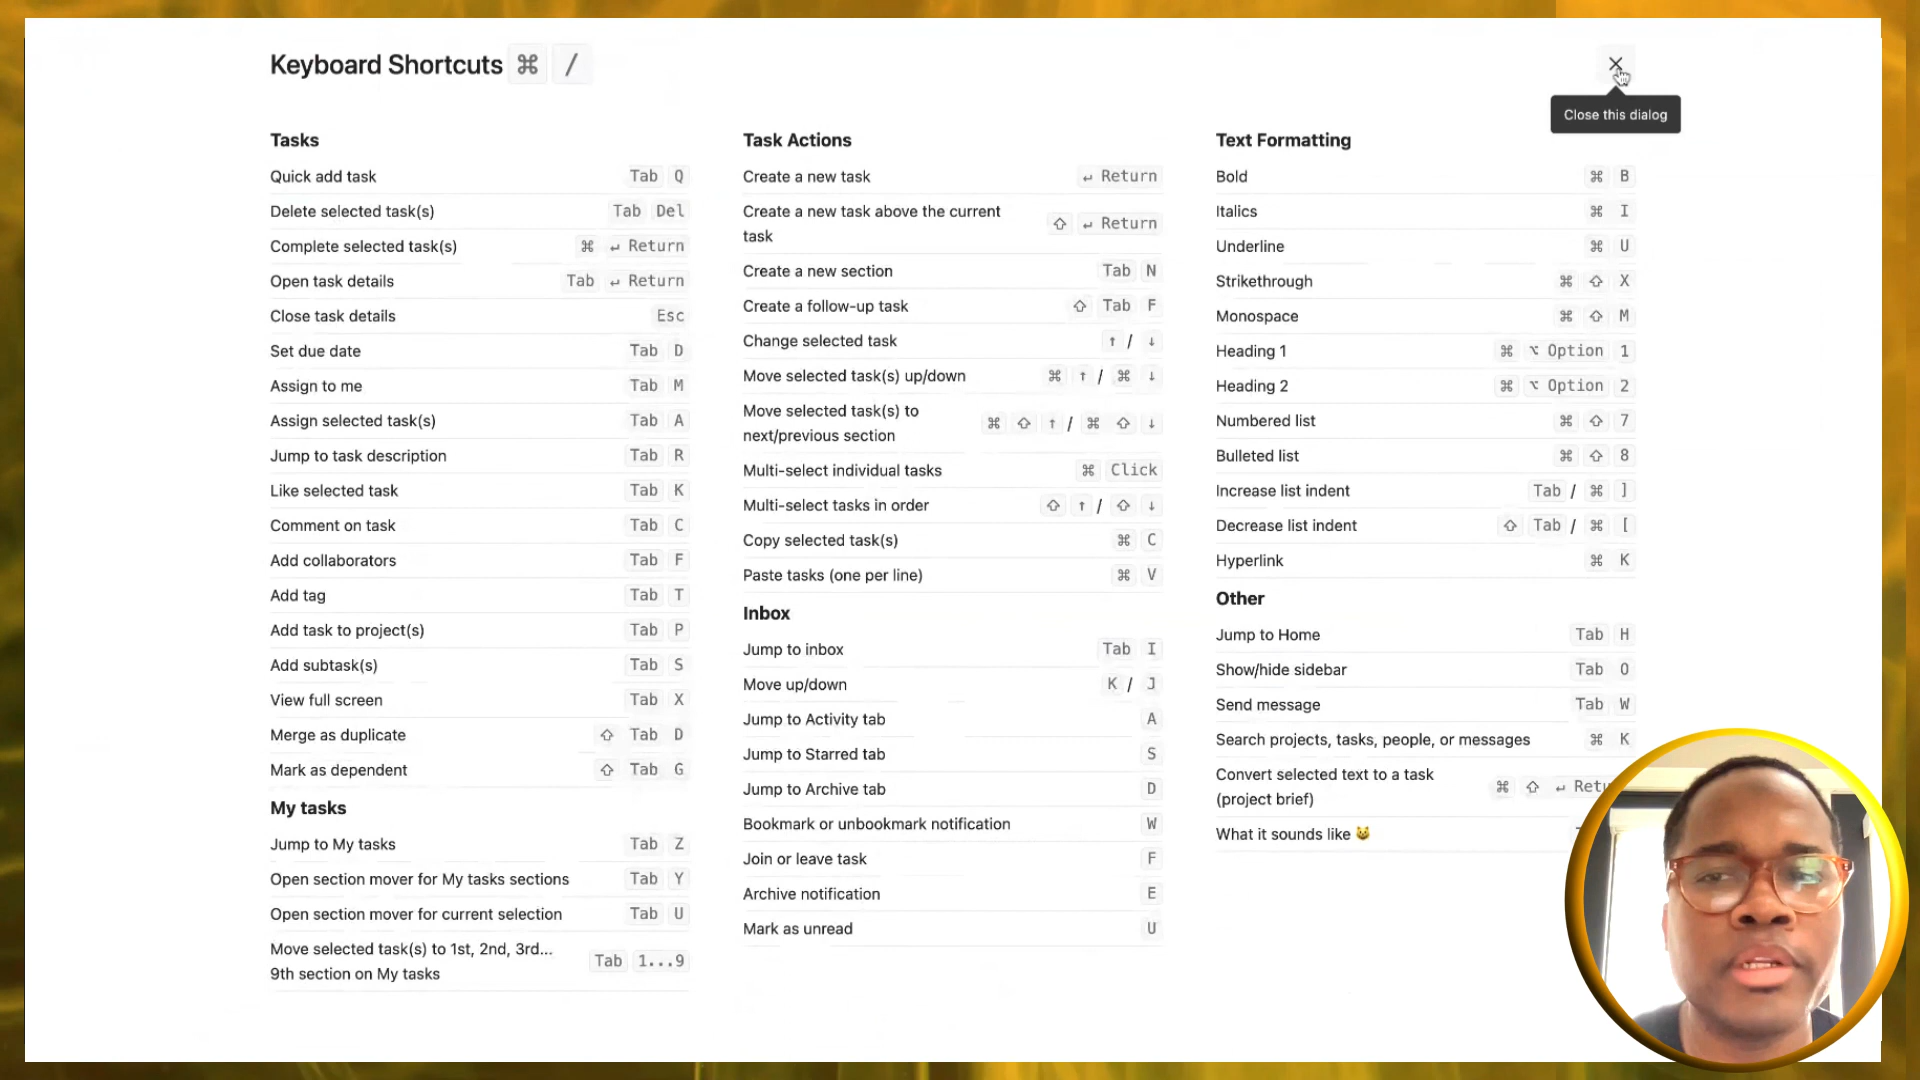 Keyboard Shortcuts ⌘ /
Close this dialog
Tasks
Quick add task Tab Q
Delete selected task(s) Tab Del
Complete selected task(s) ⌘ ↵ Return
Open task details Tab ↵ Return
Close task details Esc
Set due date Tab D
Assign to me Tab M
Assign selected task(s) Tab A
Jump to task description Tab R
Like selected task Tab K
Comment on task Tab C
Add collaborators Tab F
Add tag Tab T
Add task to project(s) Tab P
Add subtask(s) Tab S
View full screen Tab X
Merge as duplicate ⇧ Tab D
Mark as dependent ⇧ Tab G
My tasks
Jump to My tasks Tab Z
Open section mover for My tasks sections Tab Y
Open section mover for current selection Tab U
Move selected task(s) to 1st, 2nd, 3rd...
9th section on My tasks Tab 1...9
Task Actions
Create a new task ↵ Return
Create a new task above the current
task ⇧ ↵ Return
Create a new section Tab N
Create a follow-up task ⇧ Tab F
Change selected task ↑ / ↓
Move selected task(s) up/down ⌘ ↑ / ⌘ ↓
Move selected task(s) to
next/previous section ⌘ ⇧ ↑ / ⌘ ⇧ ↓
Multi-select individual tasks ⌘ Click
Multi-select tasks in order ⇧ ↑ / ⇧ ↓
Copy selected task(s) ⌘ C
Paste tasks (one per line) ⌘ V
Inbox
Jump to inbox Tab I
Move up/down K / J
Jump to Activity tab A
Jump to Starred tab S
Jump to Archive tab D
Bookmark or unbookmark notification W
Join or leave task F
Archive notification E
Mark as unread U
Text Formatting
Bold ⌘ B
Italics ⌘ I
Underline ⌘ U
Strikethrough ⌘ ⇧ X
Monospace ⌘ ⇧ M
Heading 1 ⌘ ⌥ Option 1
Heading 2 ⌘ ⌥ Option 2
Numbered list ⌘ ⇧ 7
Bulleted list ⌘ ⇧ 8
Increase list indent Tab / ⌘ ]
Decrease list indent ⇧ Tab / ⌘ [
Hyperlink ⌘ K
Other
Jump to Home Tab H
Show/hide sidebar Tab O
Send message Tab W
Search projects, tasks, people, or messages ⌘ K
Convert selected text to a task
(project brief) ⌘ ⇧ ↵ Retu
What it sounds like 😺